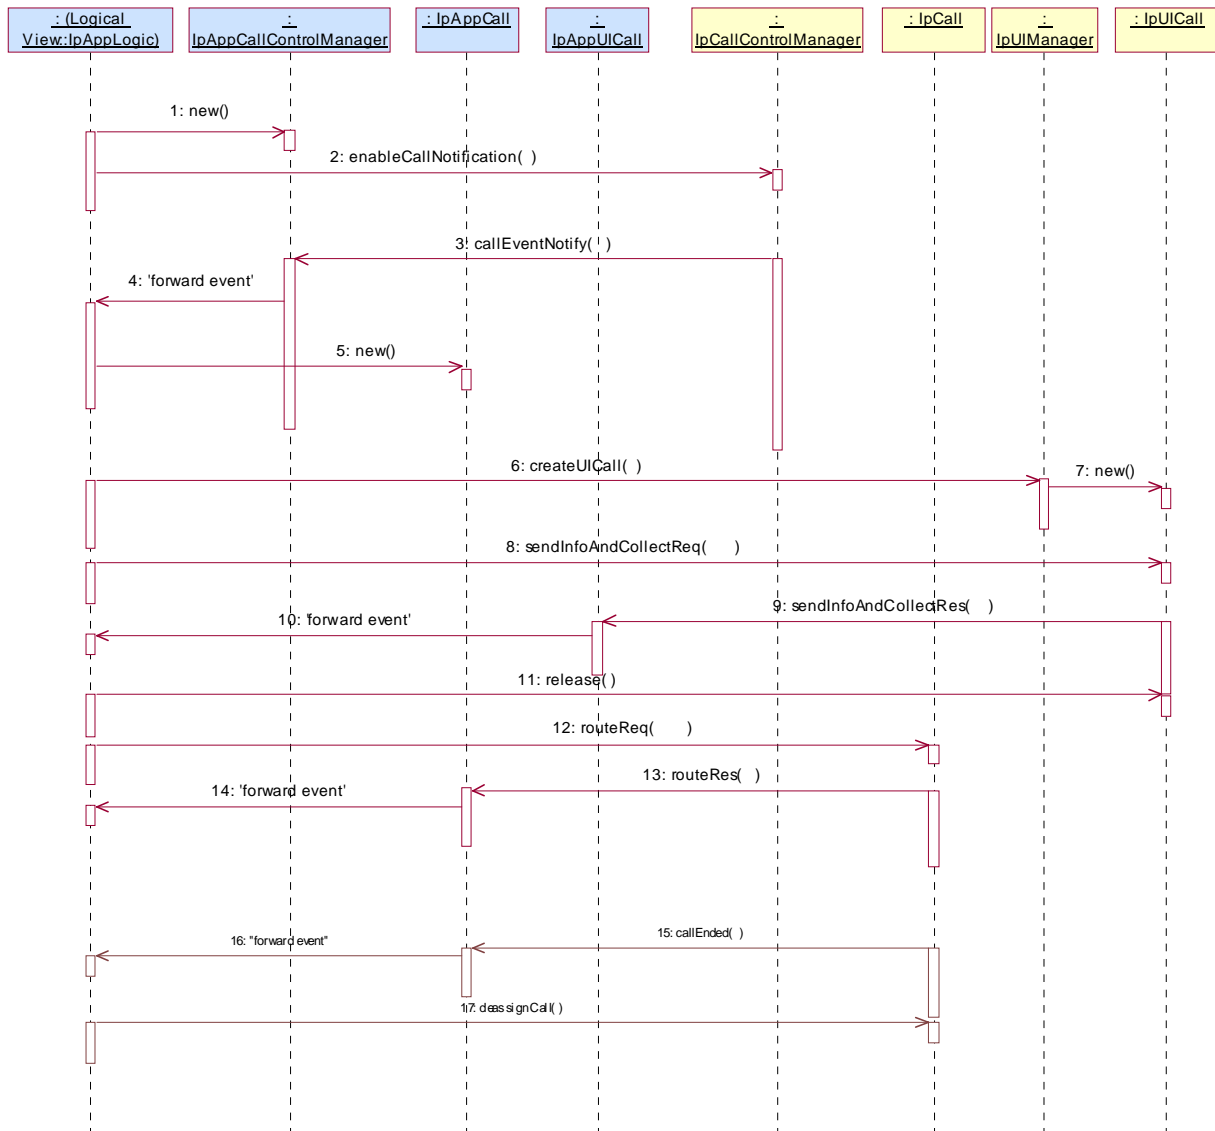 : (Logical
View::IpAppLogic)
:
IpAppCallControlManager
: IpAppCall
:
IpAppUICall
:
IpCallControlManager
: IpCall
:
IpUIManager
: IpUICall
1: new()
2: enableCallNotification( )
3: callEventNotify( )
4: 'forward event'
5: new()
6: createUICall( )
7: new()
8: sendInfoAndCollectReq( )
9: sendInfoAndCollectRes( )
10: 'forward event'
11: release( )
12: routeReq( )
13: routeRes( )
14: 'forward event'
15: callEnded( )
16: "forward event"
17: deassignCall( )